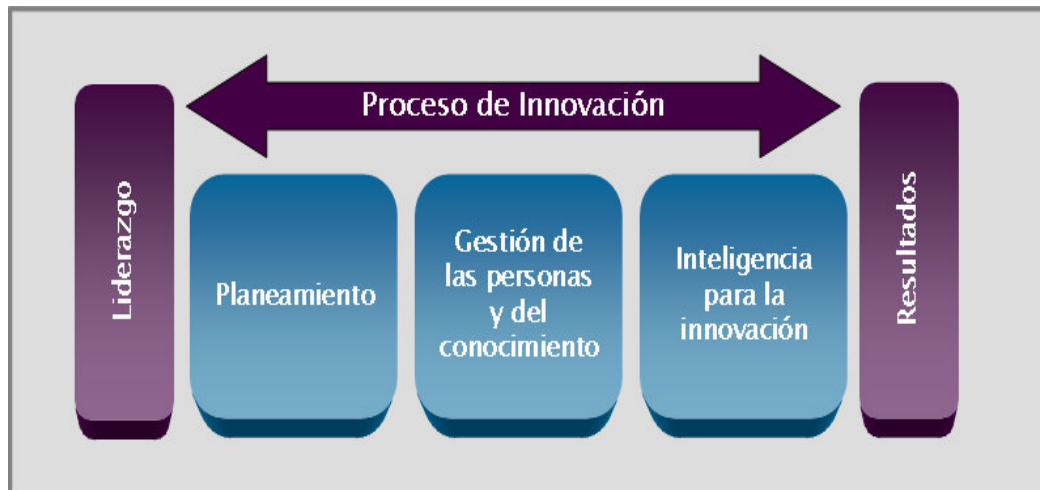 Proceso de Innovación
Liderazgo
Planeamiento
Gestión de
las personas
y del
conocimiento
Inteligencia
para la
innovación
Resultados